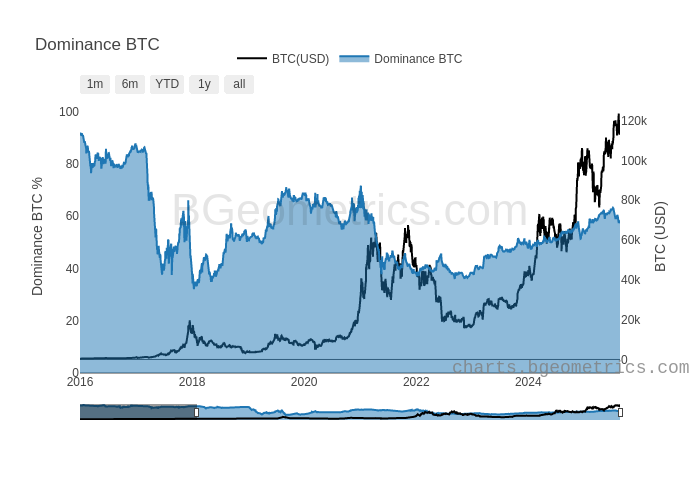 Dominance BTC
BTC(USD) Dominance BTC
1m 6m YTD 1y all
100
80
60
40
20
0
Dominance BTC %
BGeometrics.com
120k
100k
80k
60k
40k
20k
0
BTC (USD)
charts.bgeometrics.com
2016 2018 2020 2022 2024